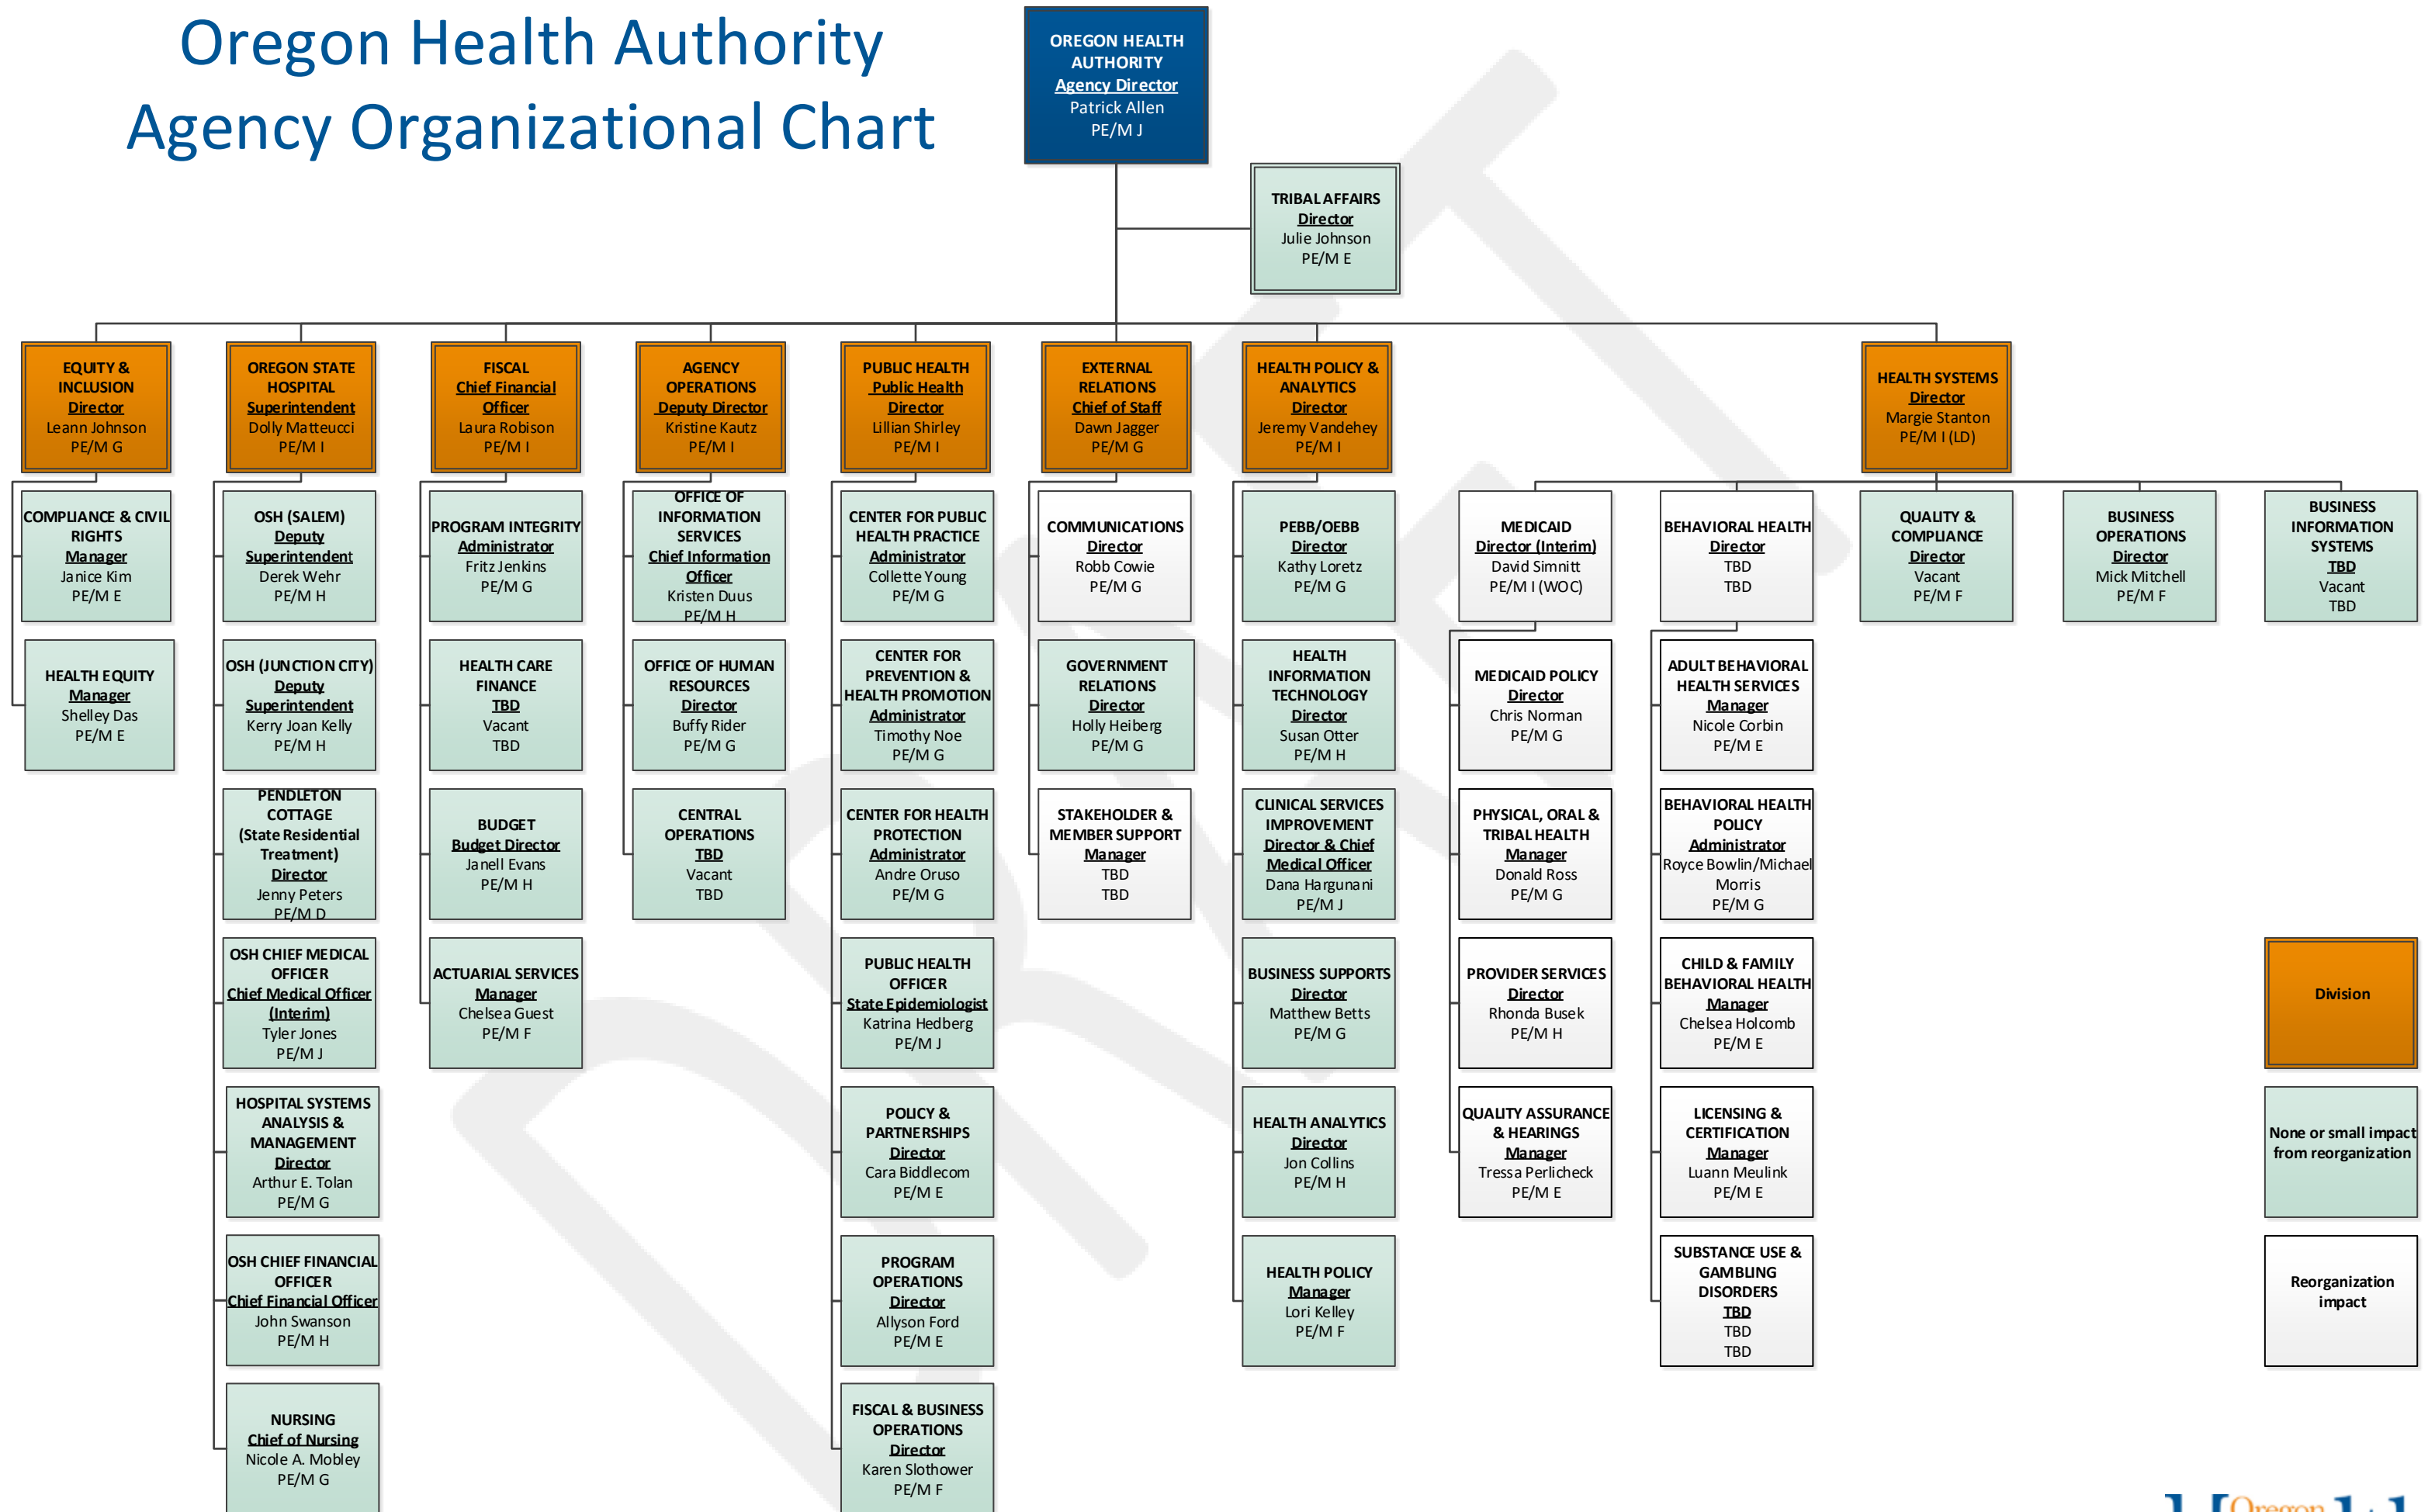 Oregon Health Authority
Agency Organizational Chart
OREGON HEALTH
AUTHORITY
Agency Director
Patrick Allen
PE/M J
TRIBAL AFFAIRS
Director
Julie Johnson
PE/M E
EQUITY &
INCLUSION
Director
Leann Johnson
PE/M G
OREGON STATE
HOSPITAL
Superintendent
Dolly Matteucci
PE/M I
FISCAL
Chief Financial
Officer
Laura Robison
PE/M I
AGENCY
OPERATIONS
Deputy Director
Kristine Kautz
PE/M I
PUBLIC HEALTH
Public Health
Director
Lillian Shirley
PE/M I
EXTERNAL
RELATIONS
Chief of Staff
Dawn Jagger
PE/M G
HEALTH POLICY &
ANALYTICS
Director
Jeremy Vandehey
PE/M I
HEALTH SYSTEMS
Director
Margie Stanton
PE/M I (LD)
COMPLIANCE & CIVIL
RIGHTS
Manager
Janice Kim
PE/M E
HEALTH EQUITY
Manager
Shelley Das
PE/M E
OSH (SALEM)
Deputy
Superintendent
Derek Wehr
PE/M H
OSH (JUNCTION CITY)
Deputy
Superintendent
Kerry Joan Kelly
PE/M H
PENDLETON
COTTAGE
(State Residential
Treatment)
Director
Jenny Peters
PE/M D
OSH CHIEF MEDICAL
OFFICER
Chief Medical Officer
(Interim)
Tyler Jones
PE/M J
HOSPITAL SYSTEMS
ANALYSIS &
MANAGEMENT
Director
Arthur E. Tolan
PE/M G
OSH CHIEF FINANCIAL
OFFICER
Chief Financial Officer
John Swanson
PE/M H
NURSING
Chief of Nursing
Nicole A. Mobley
PE/M G
PROGRAM INTEGRITY
Administrator
Fritz Jenkins
PE/M G
HEALTH CARE
FINANCE
TBD
Vacant
TBD
BUDGET
Budget Director
Janell Evans
PE/M H
ACTUARIAL SERVICES
Manager
Chelsea Guest
PE/M F
OFFICE OF
INFORMATION
SERVICES
Chief Information
Officer
Kristen Duus
PE/M H
OFFICE OF HUMAN
RESOURCES
Director
Buffy Rider
PE/M G
CENTRAL
OPERATIONS
TBD
Vacant
TBD
CENTER FOR PUBLIC
HEALTH PRACTICE
Administrator
Collette Young
PE/M G
CENTER FOR
PREVENTION &
HEALTH PROMOTION
Administrator
Timothy Noe
PE/M G
CENTER FOR HEALTH
PROTECTION
Administrator
Andre Oruso
PE/M G
PUBLIC HEALTH
OFFICER
State Epidemiologist
Katrina Hedberg
PE/M J
POLICY &
PARTNERSHIPS
Director
Cara Biddlecom
PE/M E
PROGRAM
OPERATIONS
Director
Allyson Ford
PE/M E
FISCAL & BUSINESS
OPERATIONS
Director
Karen Slothower
PE/M F
COMMUNICATIONS
Director
Robb Cowie
PE/M G
GOVERNMENT
RELATIONS
Director
Holly Heiberg
PE/M G
STAKEHOLDER &
MEMBER SUPPORT
Manager
TBD
TBD
PEBB/OEBB
Director
Kathy Loretz
PE/M G
HEALTH
INFORMATION
TECHNOLOGY
Director
Susan Otter
PE/M H
CLINICAL SERVICES
IMPROVEMENT
Director & Chief
Medical Officer
Dana Hargunani
PE/M J
BUSINESS SUPPORTS
Director
Matthew Betts
PE/M G
HEALTH ANALYTICS
Director
Jon Collins
PE/M H
HEALTH POLICY
Manager
Lori Kelley
PE/M F
MEDICAID
Director (Interim)
David Simnitt
PE/M I (WOC)
MEDICAID POLICY
Director
Chris Norman
PE/M G
PHYSICAL, ORAL &
TRIBAL HEALTH
Manager
Donald Ross
PE/M G
PROVIDER SERVICES
Director
Rhonda Busek
PE/M H
QUALITY ASSURANCE
& HEARINGS
Manager
Tressa Perlicheck
PE/M E
BEHAVIORAL HEALTH
Director
TBD
TBD
ADULT BEHAVIORAL
HEALTH SERVICES
Manager
Nicole Corbin
PE/M E
BEHAVIORAL HEALTH
POLICY
Administrator
Royce Bowlin/Michael
Morris
PE/M G
CHILD & FAMILY
BEHAVIORAL HEALTH
Manager
Chelsea Holcomb
PE/M E
LICENSING &
CERTIFICATION
Manager
Luann Meulink
PE/M E
SUBSTANCE USE &
GAMBLING
DISORDERS
TBD
TBD
TBD
QUALITY &
COMPLIANCE
Director
Vacant
PE/M F
BUSINESS
OPERATIONS
Director
Mick Mitchell
PE/M F
BUSINESS
INFORMATION
SYSTEMS
TBD
Vacant
TBD
Division
None or small impact
from reorganization
Reorganization
impact
DRAFT
Oregon